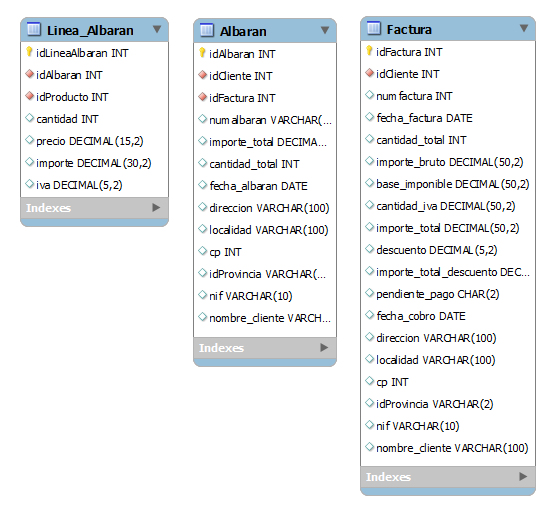 Linea_Albaran
idLineaAlbaran INT
idAlbaran INT
idProducto INT
cantidad INT
precio DECIMAL(15,2)
importe DECIMAL(30,2)
iva DECIMAL(5,2)
Indexes
Albaran
idAlbaran INT
idCliente INT
idFactura INT
numalbaran VARCHAR(...
importe_total DECIMA...
cantidad_total INT
fecha_albaran DATE
direccion VARCHAR(100)
localidad VARCHAR(100)
cp INT
idProvincia VARCHAR(...
nif VARCHAR(10)
nombre_cliente VARCH...
Indexes
Factura
idFactura INT
idCliente INT
numfactura INT
fecha_factura DATE
cantidad_total INT
importe_bruto DECIMAL(50,2)
base_imponible DECIMAL(50,2)
cantidad_iva DECIMAL(50,2)
importe_total DECIMAL(50,2)
descuento DECIMAL(5,2)
importe_total_descuento DEC...
pendiente_pago CHAR(2)
fecha_cobro DATE
direccion VARCHAR(100)
localidad VARCHAR(100)
cp INT
idProvincia VARCHAR(2)
nif VARCHAR(10)
nombre_cliente VARCHAR(100)
Indexes